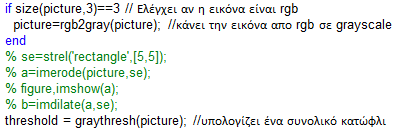 if size(picture,3)==3 // Ελέγχει αν η εικόνα είναι rgb
picture=rgb2gray(picture); //κάνει την εικόνα απο rgb σε grayscale
end
% se=strel('rectangle',[5,5]);
% a=imerode(picture,se);
% figure,imshow(a);
% b=imdilate(a,se);
threshold = graythresh(picture); //υπολογίζει ένα συνολικό κατώφλι